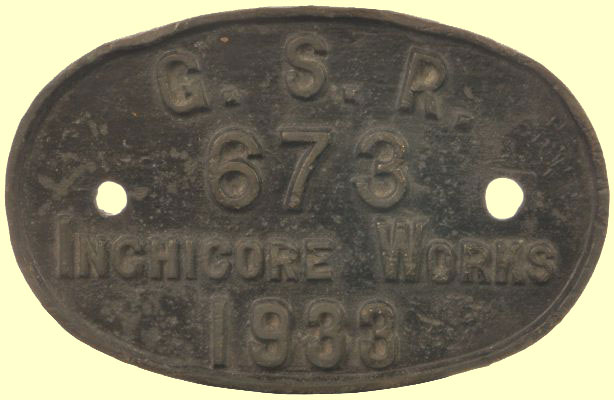 G. S. R.
673
INCHICORE WORKS
1933